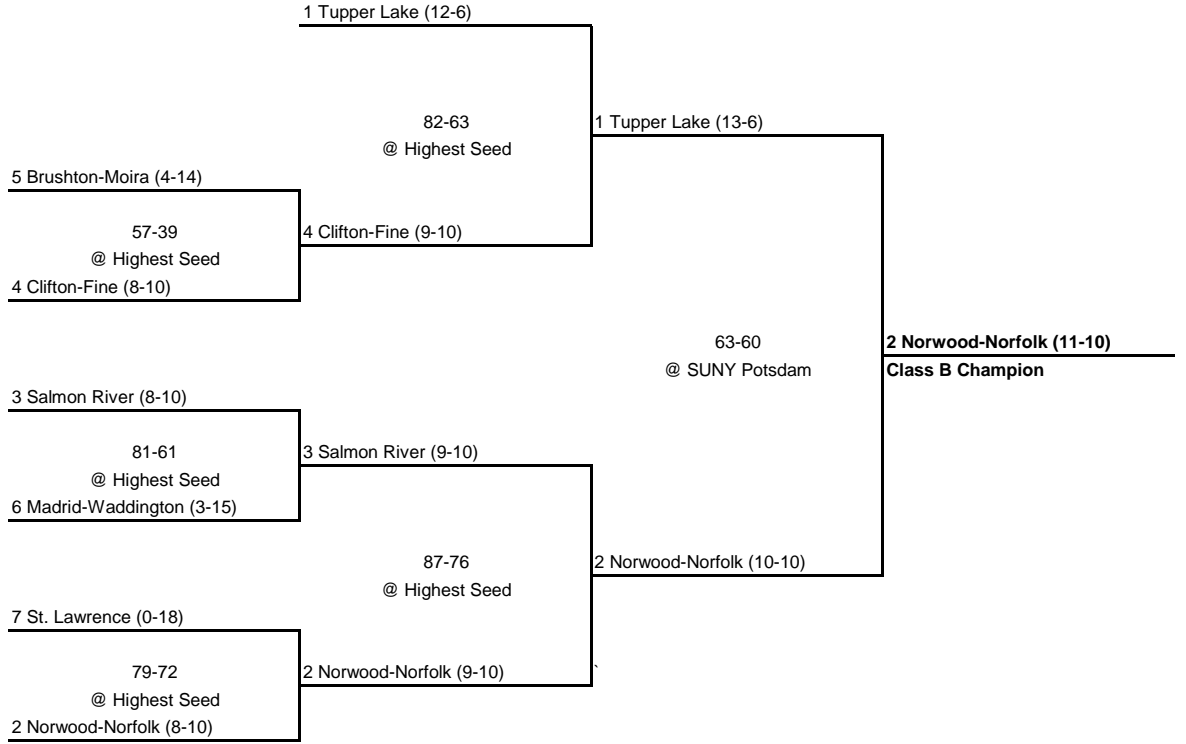 1 Tupper Lake (12-6)
82-63
1 Tupper Lake (13-6)
@ Highest Seed
5 Brushton-Moira (4-14)
57-39
4 Clifton-Fine (9-10)
@ Highest Seed
4 Clifton-Fine (8-10)
63-60
2 Norwood-Norfolk (11-10)
@ SUNY Potsdam
Class B Champion
3 Salmon River (8-10)
81-61
3 Salmon River (9-10)
@ Highest Seed
6 Madrid-Waddington (3-15)
87-76
2 Norwood-Norfolk (10-10)
@ Highest Seed
7 St. Lawrence (0-18)
79-72
2 Norwood-Norfolk (9-10)
`
@ Highest Seed
2 Norwood-Norfolk (8-10)